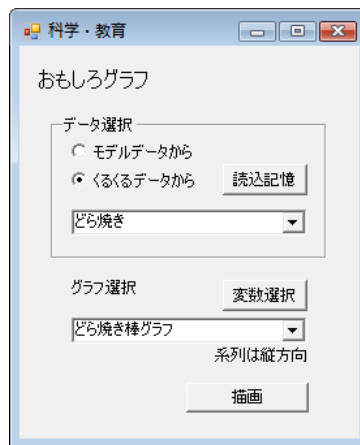 科学・教育
おもしろグラフ
データ選択
モデルデータから
くるくるデータから
読込記憶
どら焼き
グラフ選択
変数選択
どら焼き棒グラフ
系列は縦方向
描画